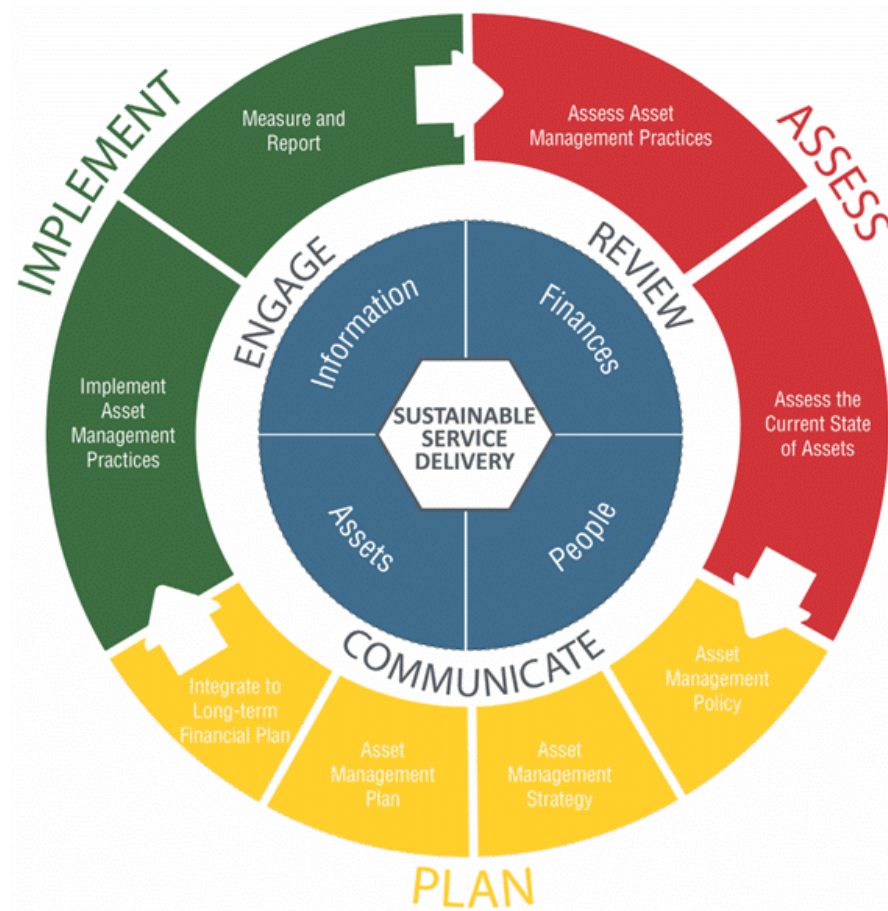 IMPLEMENT
Measure and
Report
Assess Asset
Management Practices
ASSESS
ENGAGE
REVIEW
Information
Finances
Implement
Asset
Management
Practices
SUSTAINABLE
SERVICE
DELIVERY
Assess the
Current State
of Assets
Assets
People
COMMUNICATE
Integrate to
Long-term
Financial Plan
Asset
Management
Plan
Asset
Management
Strategy
Asset
Management
Policy
PLAN